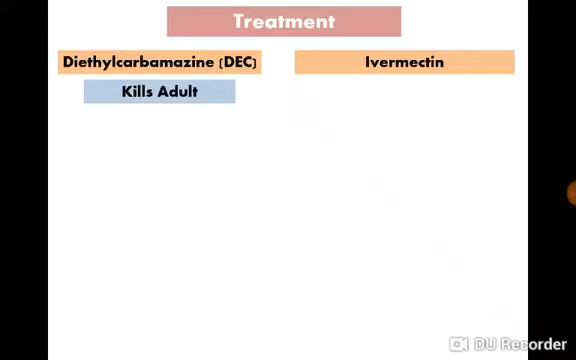 Treatment
Diethylcarbamazine (DEC)
Ivermectin
Kills Adult
DU Recorder